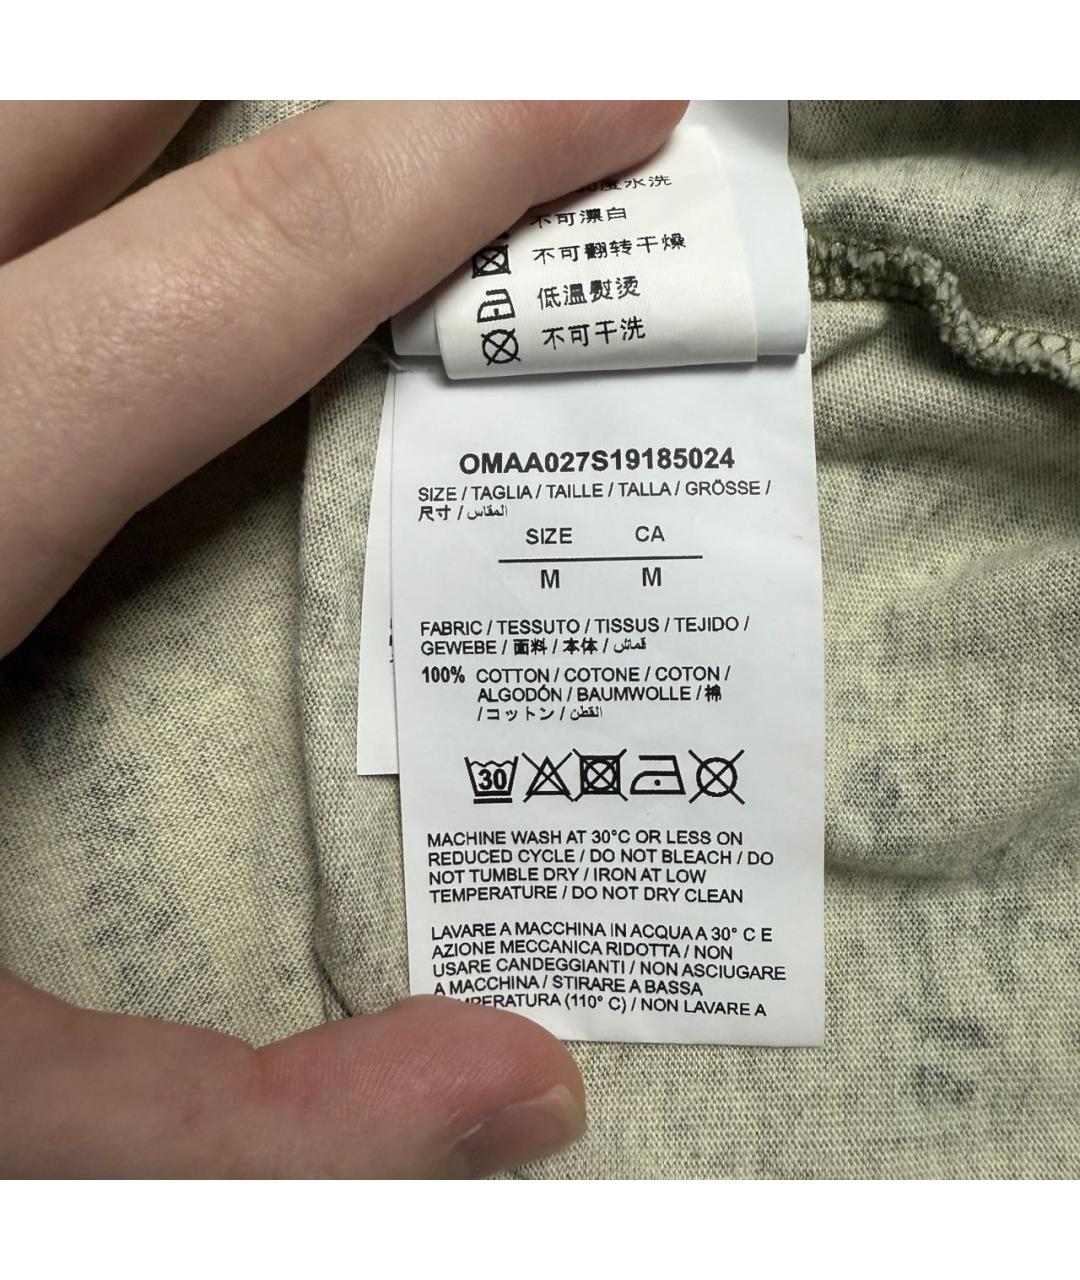 水洗
不可漂白
不可翻转干燥
低温熨烫
不可干洗
OMAA027S19185024
SIZE / TAGLIA / TAILLE / TALLA / GRÖSSE /
尺寸 / المقاس
SIZE CA
M M
FABRIC / TESSUTO / TISSUS / TEJIDO /
GEWEBE / 面料 / 本体 / قماش
100% COTTON / COTONE / COTON /
ALGODÓN / BAUMWOLLE / 棉
/ コットン / القطن
30
MACHINE WASH AT 30°C OR LESS ON
REDUCED CYCLE / DO NOT BLEACH / DO
NOT TUMBLE DRY / IRON AT LOW
TEMPERATURE / DO NOT DRY CLEAN
LAVARE A MACCHINA IN ACQUA A 30° C E
AZIONE MECCANICA RIDOTTA / NON
USARE CANDEGGIANTI / NON ASCIUGARE
A MACCHINA / STIRARE A BASSA
(110° C) / NON LAVARE A